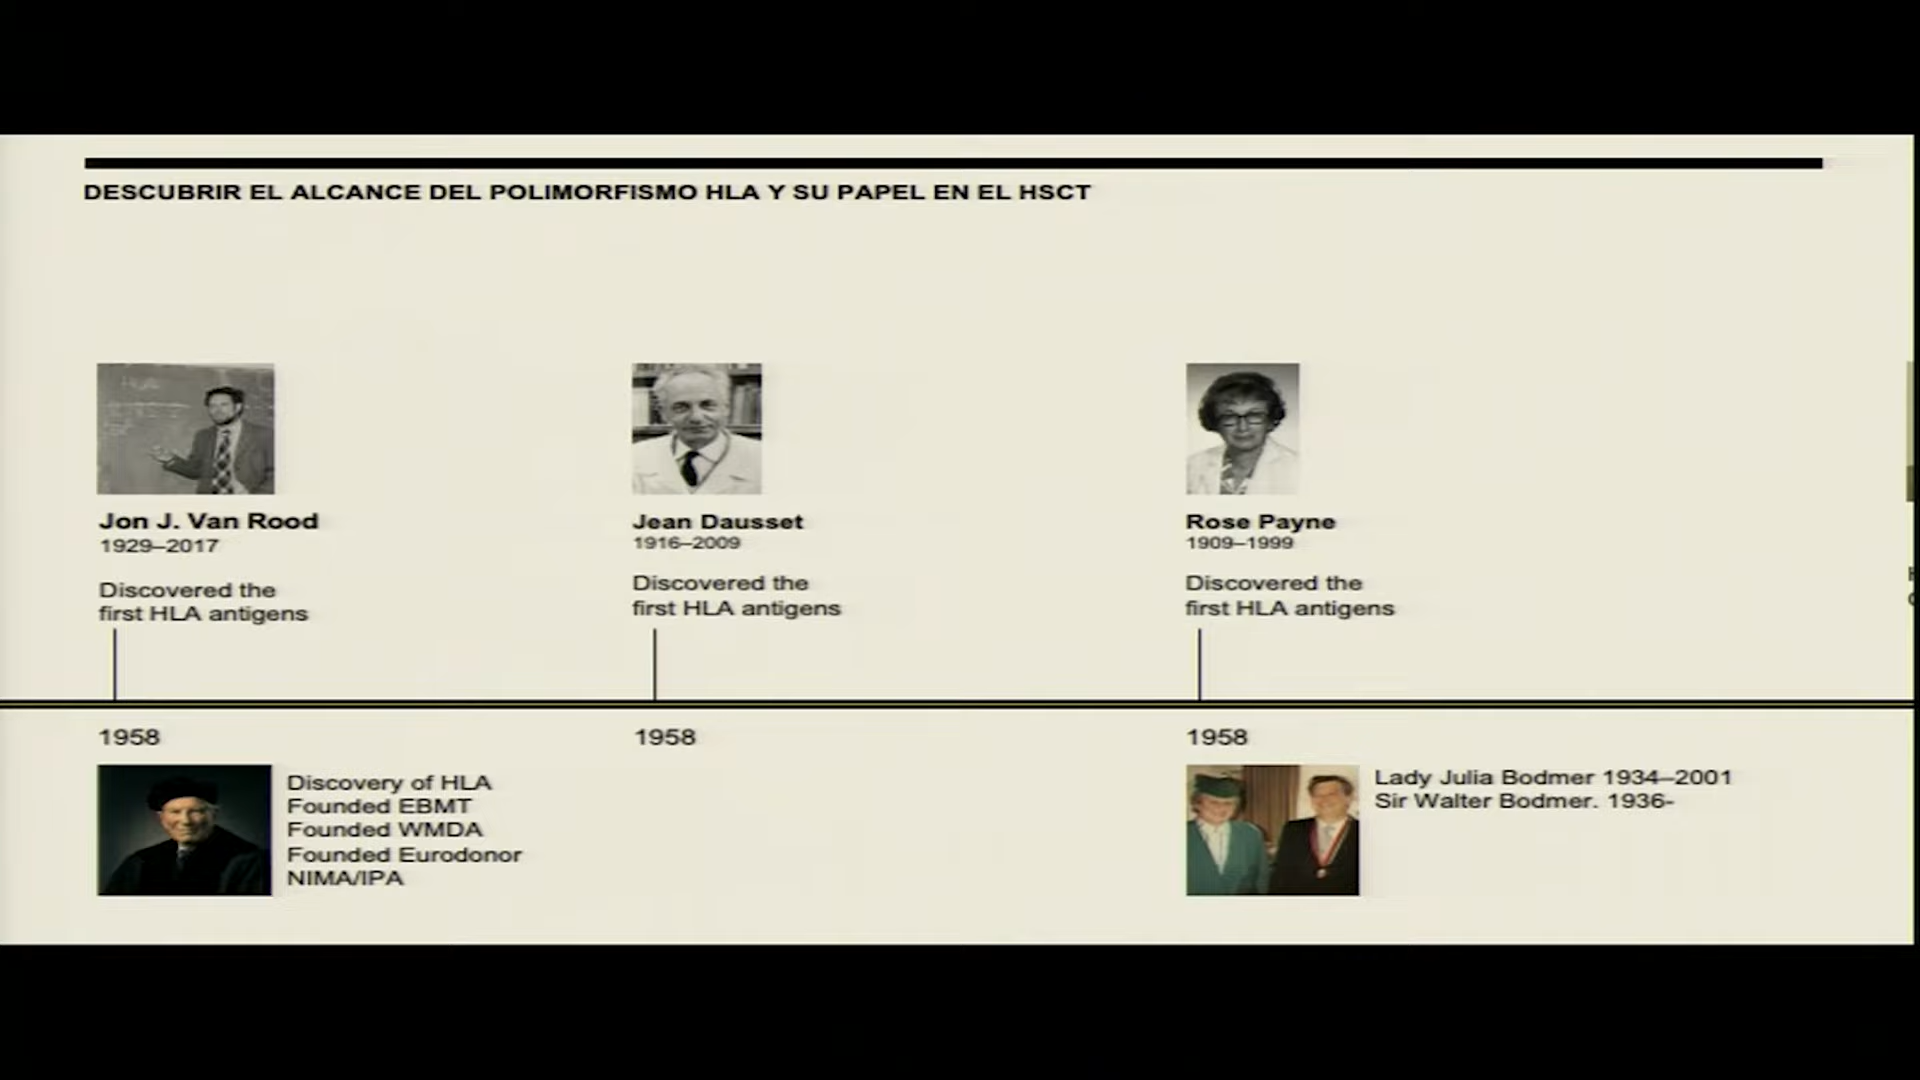 DESCUBRIR EL ALCANCE DEL POLIMORFISMO HLA Y SU PAPEL EN EL HSCT
Jon J. Van Rood
1929–2017
Discovered the
first HLA antigens
Jean Dausset
1916–2009
Discovered the
first HLA antigens
Rose Payne
1909–1999
Discovered the
first HLA antigens
1958
1958
1958
Discovery of HLA
Founded EBMT
Founded WMDA
Founded Eurodonor
NIMA/IPA
Lady Julia Bodmer 1934–2001
Sir Walter Bodmer. 1936-